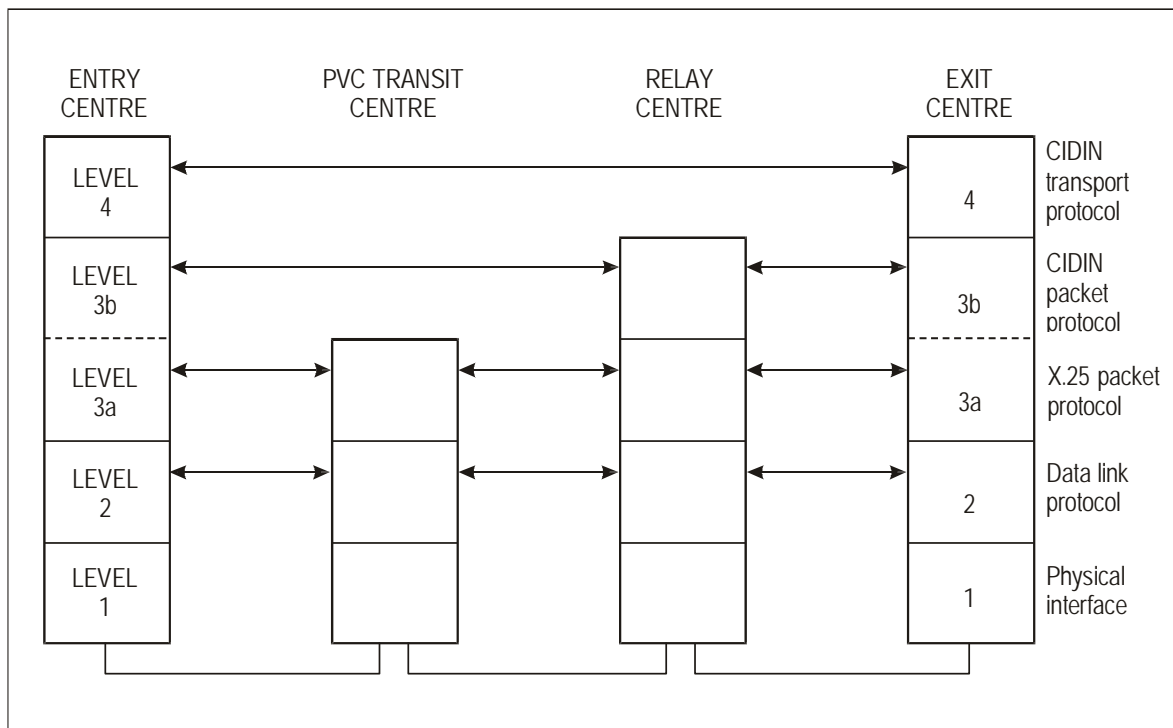 ENTRY
CENTRE
PVC TRANSIT
CENTRE
RELAY
CENTRE
EXIT
CENTRE
LEVEL
4
4
CIDIN
transport
protocol
LEVEL
3b
3b
CIDIN
packet
protocol
LEVEL
3a
3a
X.25 packet
protocol
LEVEL
2
2
Data link
protocol
LEVEL
1
1
Physical
interface